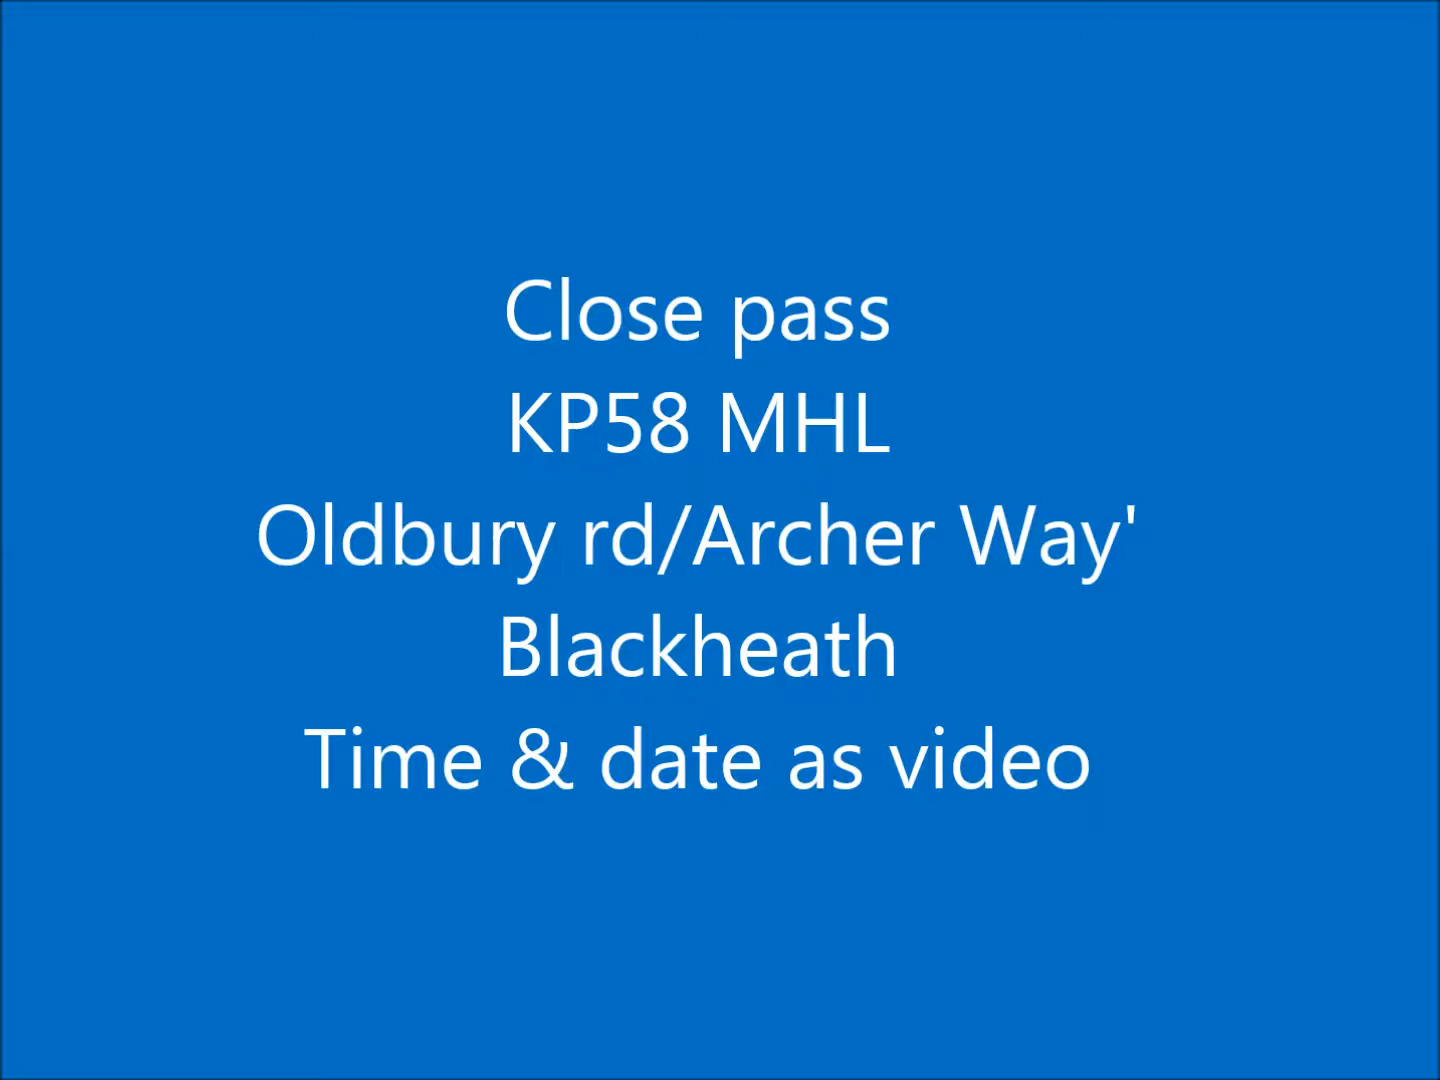 Close pass
KP58 MHL
Oldbury rd/Archer Way'
Blackheath
Time & date as video